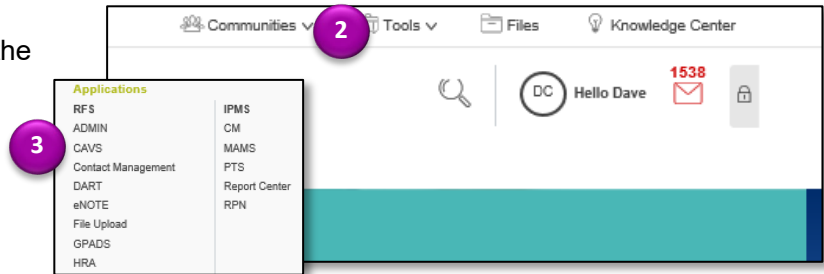 Communities 2 Tools Files Knowledge Center
the
1538
DC Hello Dave
Applications
RFS IPMS
ADMIN CM
3 CAVS MAMS
Contact Management PTS
DART Report Center
eNOTE RPN
File Upload
GPADS
HRA